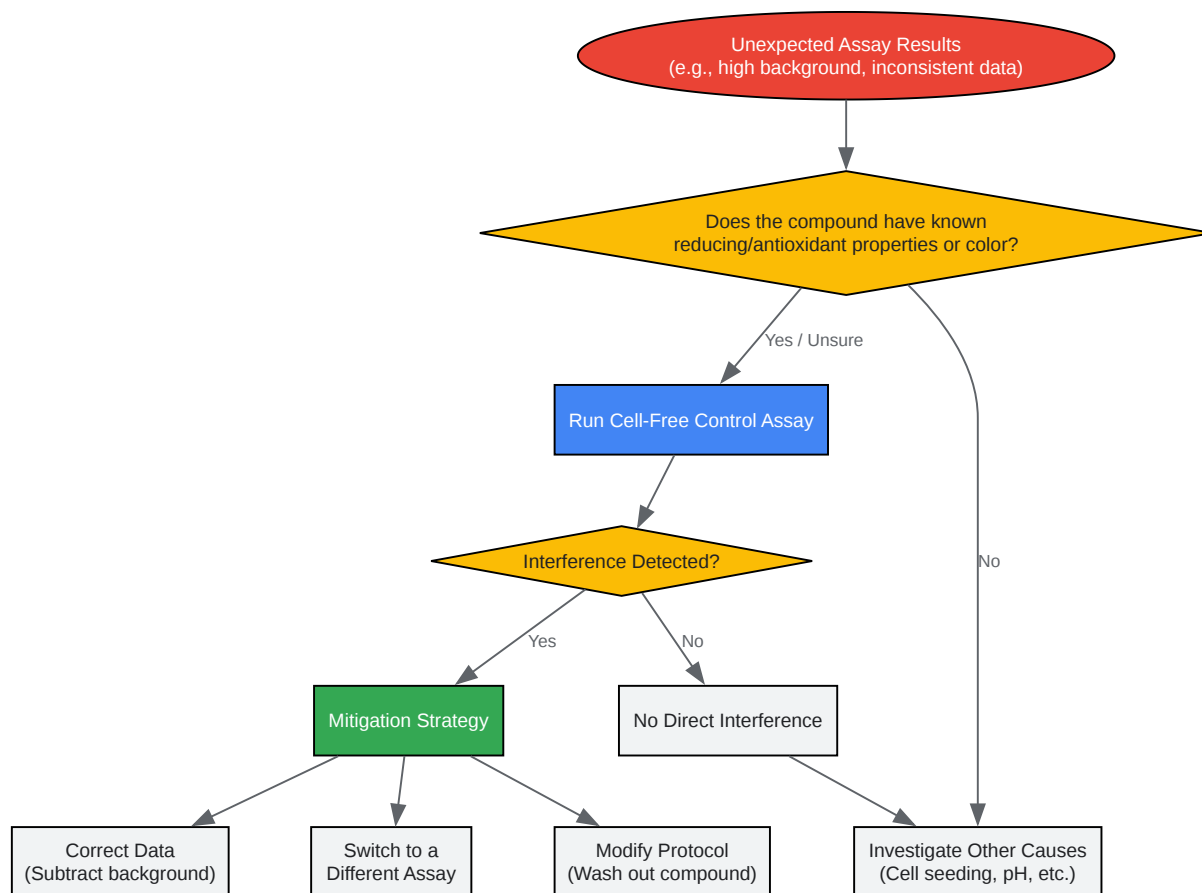 Unexpected Assay Results
(e.g., high background, inconsistent data)
Does the compound have known
reducing/antioxidant properties or color?
Yes / Unsure
Run Cell-Free Control Assay
No
Interference Detected?
Yes
No
Mitigation Strategy
No Direct Interference
Correct Data
(Subtract background)
Switch to a
Different Assay
Modify Protocol
(Wash out compound)
Investigate Other Causes
(Cell seeding, pH, etc.)